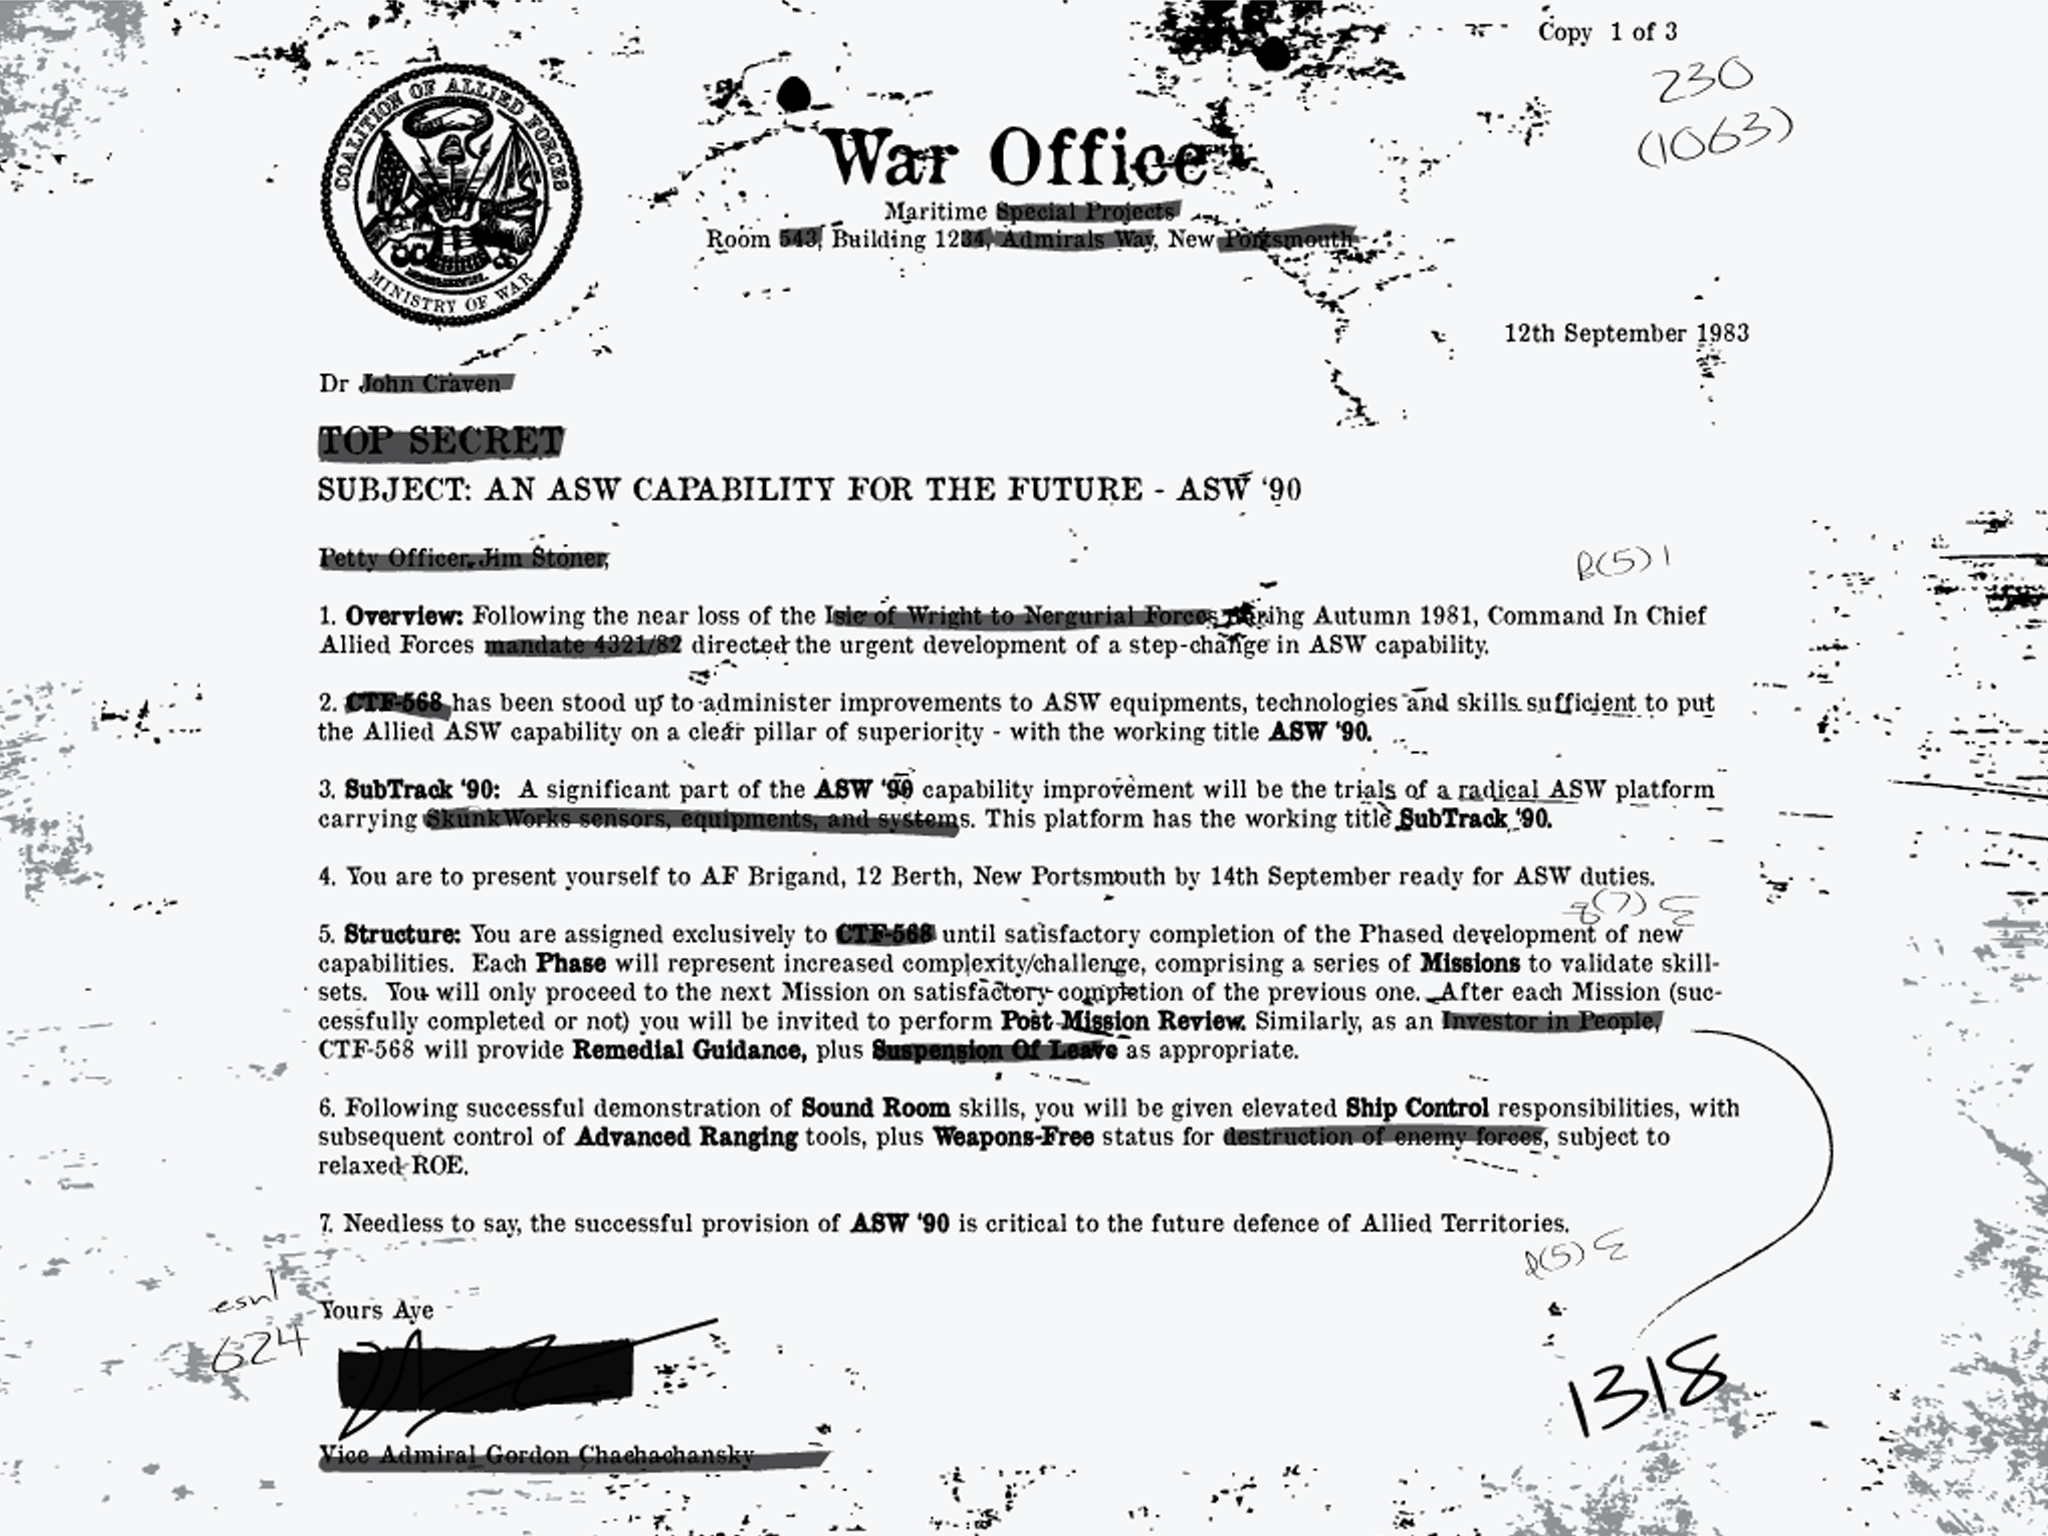 Copy 1 of 3
230
(1063)
COALITION OF ALLIED FORCES
MINISTRY OF WAR
War Office
Maritime Special Projects
Room 543, Building 1234, Admirals Way, New Portsmouth
12th September 1983
Dr John Craven
TOP SECRET
SUBJECT: AN ASW CAPABILITY FOR THE FUTURE - ASW ‘90
Petty Officer Jim Stoner,
B(5) 1
1. Overview: Following the near loss of the Isle of Wright to Nergurial Forces during Autumn 1981, Command In Chief
Allied Forces mandate 4321/82 directed the urgent development of a step-change in ASW capability.
2. CTF-568 has been stood up to administer improvements to ASW equipments, technologies and skills sufficient to put
the Allied ASW capability on a clear pillar of superiority - with the working title ASW ‘90.
3. SubTrack ‘90: A significant part of the ASW ‘90 capability improvement will be the trials of a radical ASW platform
carrying SkunkWorks sensors, equipments, and systems. This platform has the working title SubTrack ‘90.
4. You are to present yourself to AF Brigand, 12 Berth, New Portsmouth by 14th September ready for ASW duties.
5. Structure: You are assigned exclusively to CTF-568 until satisfactory completion of the Phased development of new
capabilities. Each Phase will represent increased complexity/challenge, comprising a series of Missions to validate skill-
sets. You will only proceed to the next Mission on satisfactory completion of the previous one. After each Mission (suc-
cessfully completed or not) you will be invited to perform Post Mission Review. Similarly, as an Investor in People,
CTF-568 will provide Remedial Guidance, plus Suspension Of Leave as appropriate.
6. Following successful demonstration of Sound Room skills, you will be given elevated Ship Control responsibilities, with
subsequent control of Advanced Ranging tools, plus Weapons-Free status for destruction of enemy forces, subject to
relaxed ROE.
7. Needless to say, the successful provision of ASW ‘90 is critical to the future defence of Allied Territories.
Yours Aye
624
1318
Vice Admiral Gordon Chachachansky